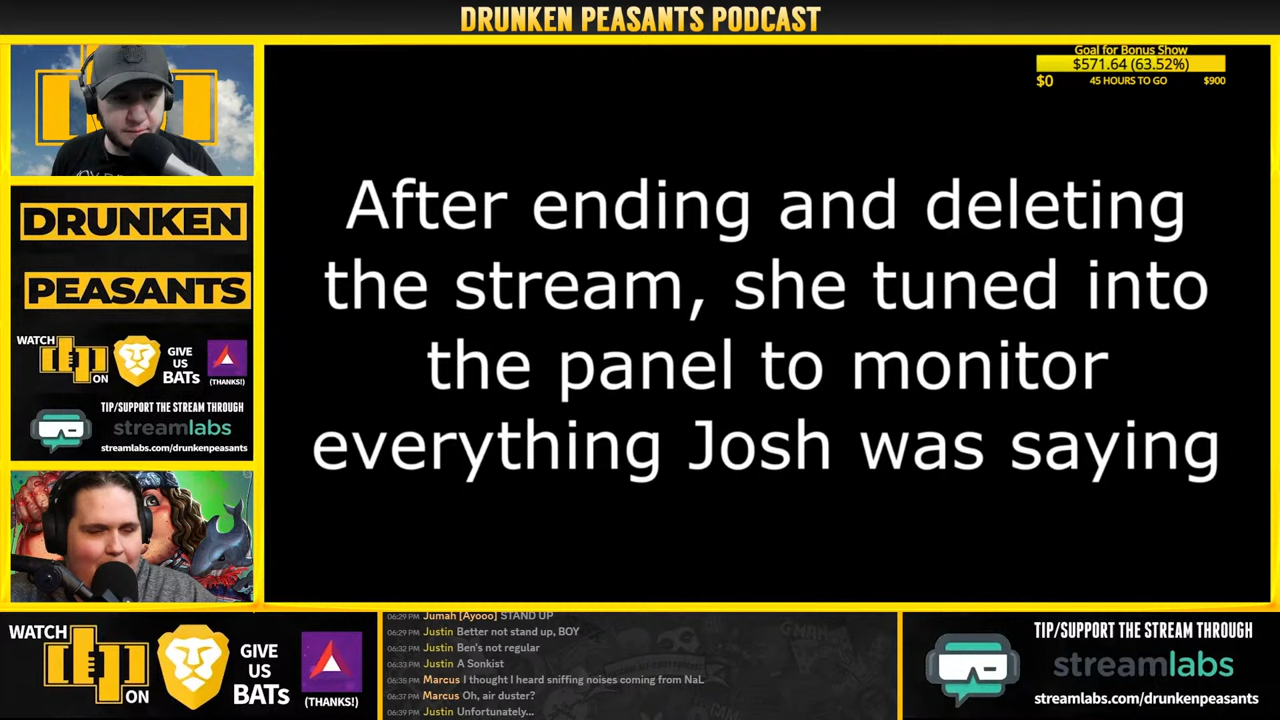 DRUNKEN PEASANTS PODCAST
Goal for Bonus Show
$571.64 (63.52%)
$0 45 HOURS TO GO $900
After ending and deleting
the stream, she tuned into
the panel to monitor
everything Josh was saying
DRUNKEN
PEASANTS
WATCH
ON
GIVE
US
BATs
(THANKS!)
TIP/SUPPORT THE STREAM THROUGH
streamlabs
streamlabs.com/drunkenpeasants
WATCH
ON
GIVE
US
BATs
(THANKS!)
06:29 PM Jumah [Ayooo] STAND UP
06:29 PM Justin Better not stand up, BOY
06:32 PM Justin Ben's not regular
06:33 PM Justin A Sonkist
06:35 PM Marcus I thought I heard sniffing noises coming from NaL
06:37 PM Marcus Oh, air duster?
06:39 PM Justin Unfortunately...
TIP/SUPPORT THE STREAM THROUGH
streamlabs
streamlabs.com/drunkenpeasants